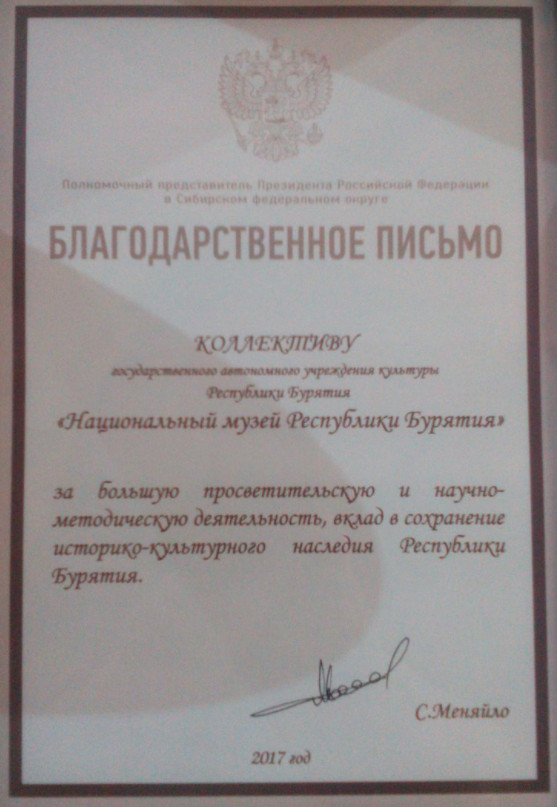 Полномочный представитель Президента Российской Федерации
в Сибирском федеральном округе
БЛАГОДАРСТВЕННОЕ ПИСЬМО
КОЛЛЕКТИВУ
государственного автономного учреждения культуры
Республики Бурятия
«Национальный музей Республики Бурятия»
за большую просветительскую и научно-
методическую деятельность, вклад в сохранение
историко-культурного наследия Республики
Бурятия.
С.Меняйло
2017 год